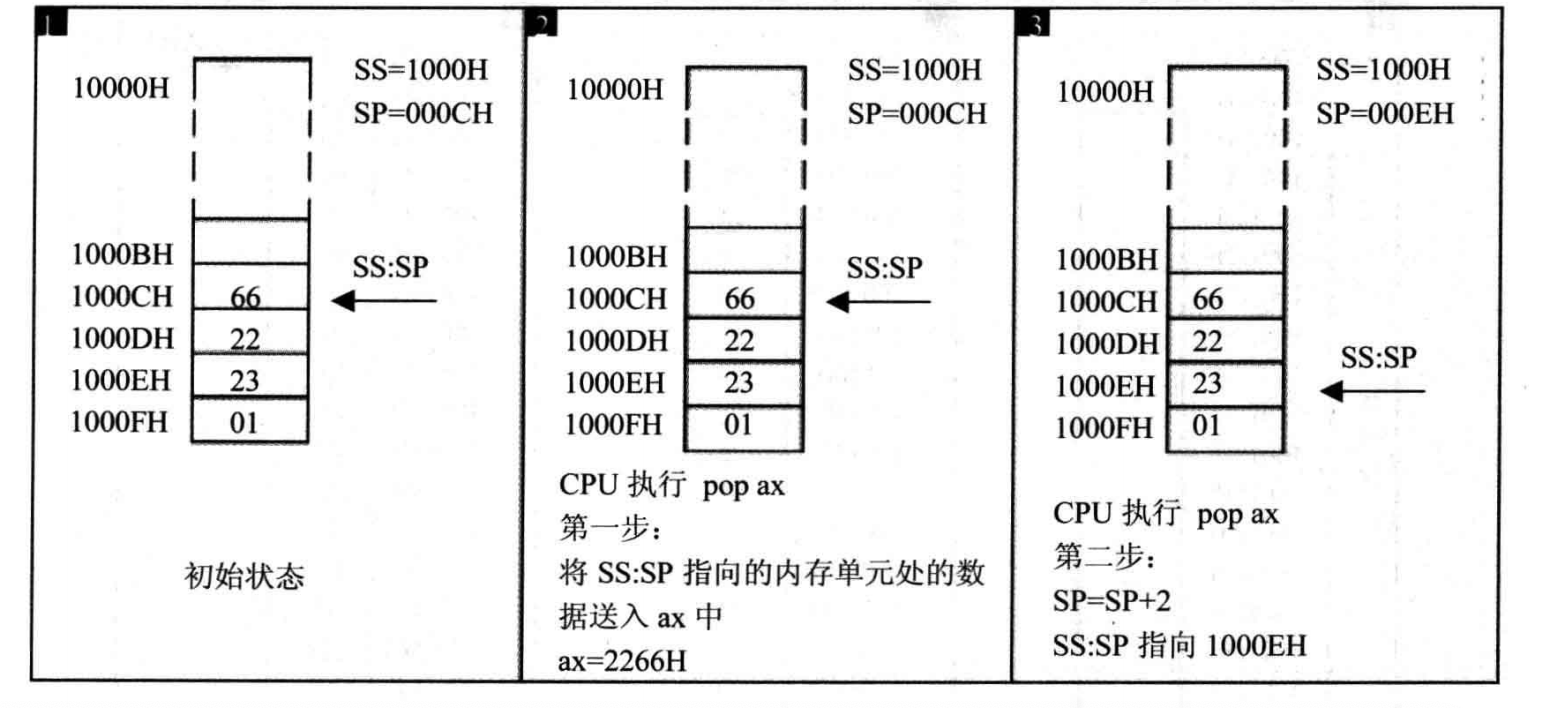 1
10000H
SS=1000H
SP=000CH
1000BH
1000CH 66
1000DH 22
1000EH 23
1000FH 01
SS:SP
初始状态
2
10000H
SS=1000H
SP=000CH
1000BH
1000CH 66
1000DH 22
1000EH 23
1000FH 01
SS:SP
CPU 执行 pop ax
第一步：
将 SS:SP 指向的内存单元处的数
据送入 ax 中
ax=2266H
3
10000H
SS=1000H
SP=000EH
1000BH
1000CH 66
1000DH 22
1000EH 23
1000FH 01
SS:SP
CPU 执行 pop ax
第二步：
SP=SP+2
SS:SP 指向 1000EH